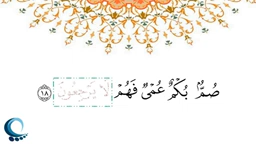 صُمٌّۢ بُكۡمٌ عُمۡیٌ فَهُمۡ لَا یَرۡجِعُونَ ۝١٨